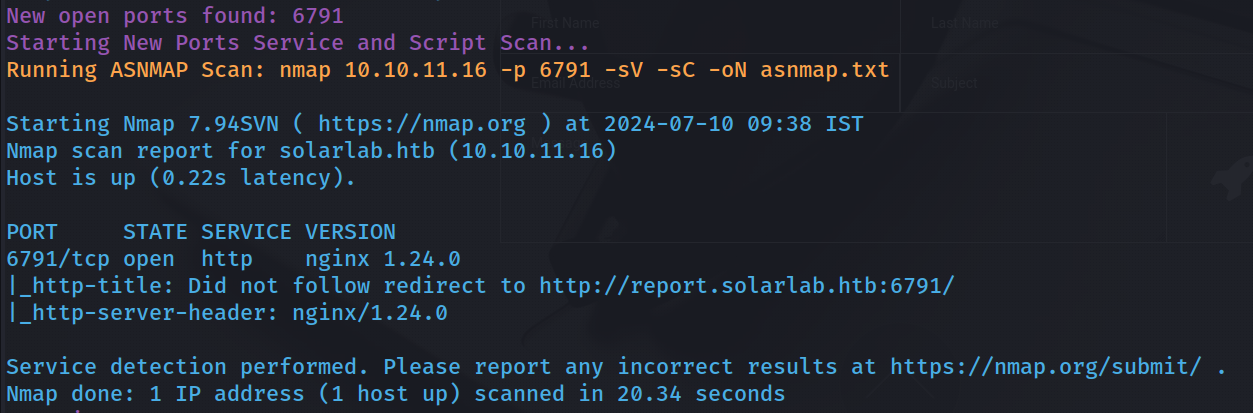 New open ports found: 6791
Starting New Ports Service and Script Scan...
Running ASNMAP Scan: nmap 10.10.11.16 -p 6791 -sV -sC -oN asnmap.txt
Starting Nmap 7.94SVN ( https://nmap.org ) at 2024-07-10 09:38 IST
Nmap scan report for solarlab.htb (10.10.11.16)
Host is up (0.22s latency).
PORT     STATE SERVICE VERSION
6791/tcp open  http    nginx 1.24.0
|_http-title: Did not follow redirect to http://report.solarlab.htb:6791/
|_http-server-header: nginx/1.24.0
Service detection performed. Please report any incorrect results at https://nmap.org/submit/ .
Nmap done: 1 IP address (1 host up) scanned in 20.34 seconds
First Name
Last Name
Email Address
Subject